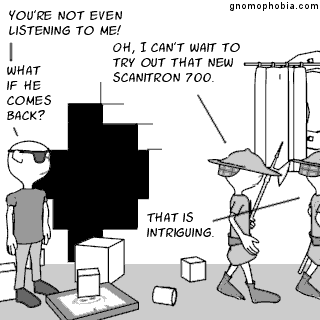 gnomophobia.com
YOU'RE NOT EVEN
LISTENING TO ME!
WHAT
IF HE
COMES
BACK?
OH, I CAN'T WAIT TO
TRY OUT THAT NEW
SCANITRON 700.
THAT IS
INTRIGUING.